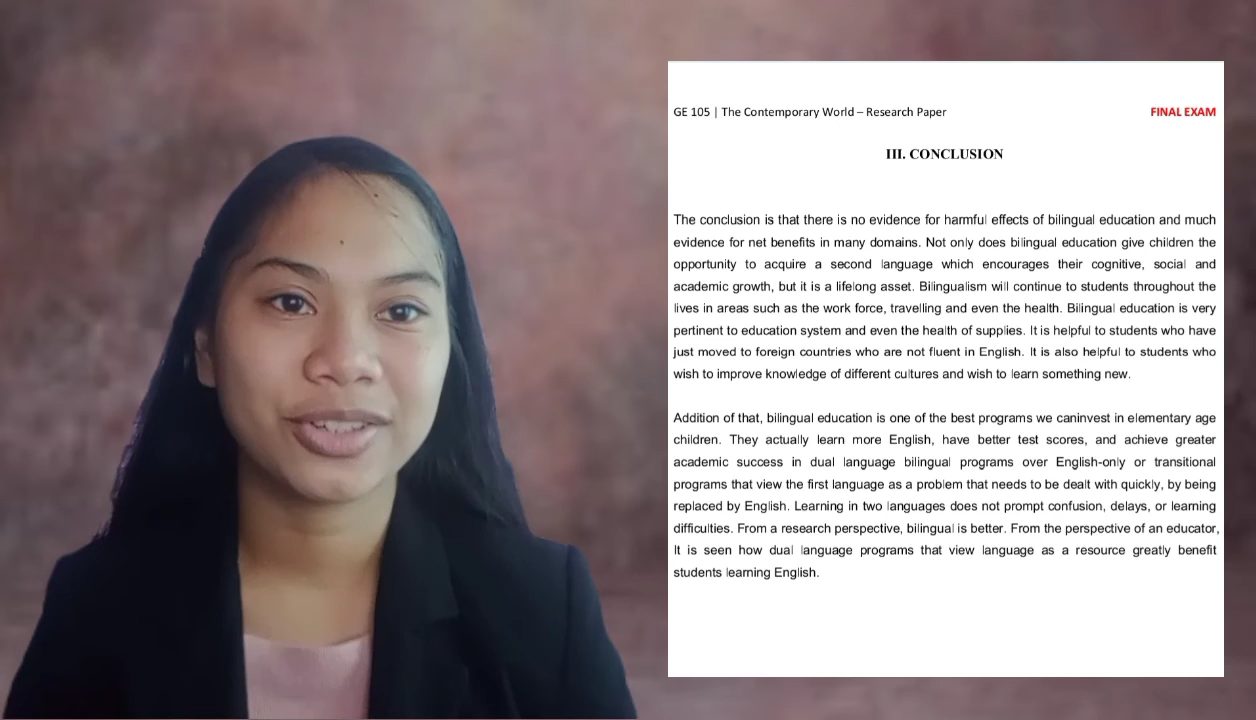 GE 105 | The Contemporary World – Research Paper FINAL EXAM
III. CONCLUSION
The conclusion is that there is no evidence for harmful effects of bilingual education and much
evidence for net benefits in many domains. Not only does bilingual education give children the
opportunity to acquire a second language which encourages their cognitive, social and
academic growth, but it is a lifelong asset. Bilingualism will continue to students throughout the
lives in areas such as the work force, travelling and even the health. Bilingual education is very
pertinent to education system and even the health of supplies. It is helpful to students who have
just moved to foreign countries who are not fluent in English. It is also helpful to students who
wish to improve knowledge of different cultures and wish to learn something new.
Addition of that, bilingual education is one of the best programs we caninvest in elementary age
children. They actually learn more English, have better test scores, and achieve greater
academic success in dual language bilingual programs over English-only or transitional
programs that view the first language as a problem that needs to be dealt with quickly, by being
replaced by English. Learning in two languages does not prompt confusion, delays, or learning
difficulties. From a research perspective, bilingual is better. From the perspective of an educator,
It is seen how dual language programs that view language as a resource greatly benefit
students learning English.